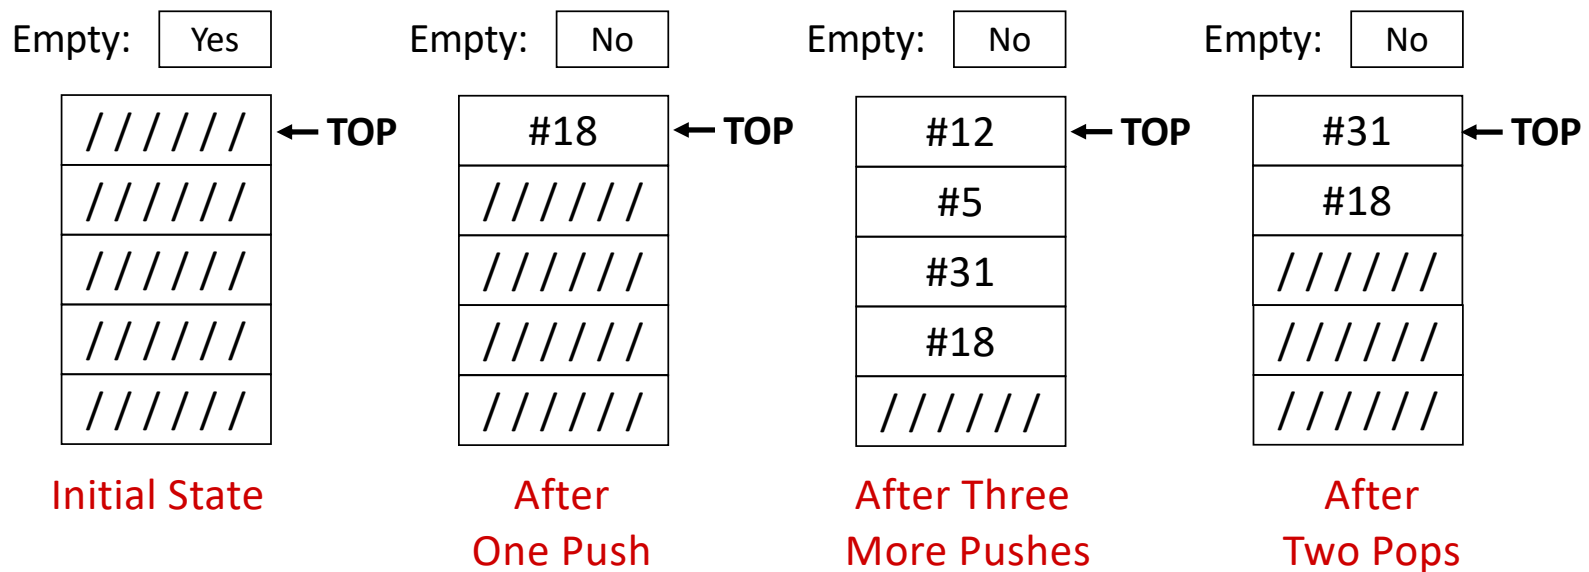 Empty: Yes
Empty: No
Empty: No
Empty: No
////// ← TOP
#18 ← TOP
#12 ← TOP
#31 ← TOP
//////
//////
#5
#18
//////
//////
#31
//////
//////
//////
#18
//////
//////
//////
//////
//////
Initial State
After
One Push
After Three
More Pushes
After
Two Pops